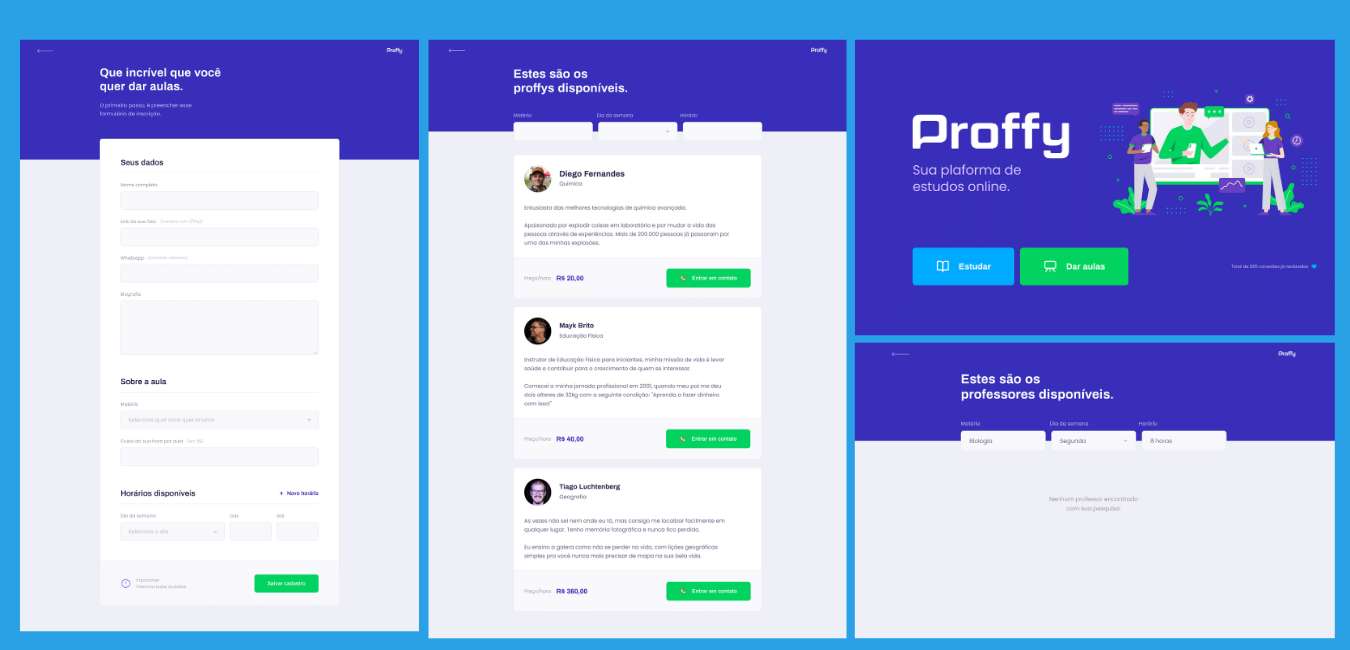 Proffy
Que incrível que você
quer dar aulas.
O primeiro passo, é preencher esse
formulário de inscrição.
Seus dados
Nome completo
Link da sua foto
Whatsapp
Biografia
Sobre a aula
Matéria
Selecione qual você quer ensinar
Custo da sua hora por aula (em R$)
Horários disponíveis
+ Novo horário
Dia da semana
Das
Até
Selecione o dia
Importante!
Preencha todos os dados
Salvar cadastro
Proffy
Estes são os
proffys disponíveis.
Matéria
Dia da semana
Horário
Diego Fernandes
Química
Entusiasta das melhores tecnologias de química avançada.
Apaixonado por explodir coisas em laboratório e por mudar a vida das
pessoas através de experiências. Mais de 200.000 pessoas já passaram por
uma das minhas explosões.
Preço/hora R$ 20,00
Entrar em contato
Mayk Brito
Educação Física
Instrutor de Educação Física para iniciantes, minha missão de vida é levar
saúde e contribuir para o crescimento de quem se interessar.
Comecei a minha jornada profissional em 2001, quando meu pai me deu
dois alteres de 32kg com a seguinte condição: "Aprenda a fazer dinheiro
com isso!"
Preço/hora R$ 40,00
Entrar em contato
Tiago Luchtenberg
Geografia
As vezes não sei nem onde eu tô, mas consigo me localizar facilmente em
qualquer lugar. Tenho memória fotográfica e nunca fico perdido.
Eu ensino a galera como não se perder na vida, com lições geográficas
simples pra você nunca mais precisar de mapa na sua bela vida.
Preço/hora R$ 360,00
Entrar em contato
Proffy
Sua plaforma de
estudos online.
Estudar
Dar aulas
Total de 285 conexões já realizadas
Proffy
Estes são os
professores disponíveis.
Matéria
Dia da semana
Horário
Biologia
Segunda
8 horas
Nenhum professor encontrado
com sua pesquisa.